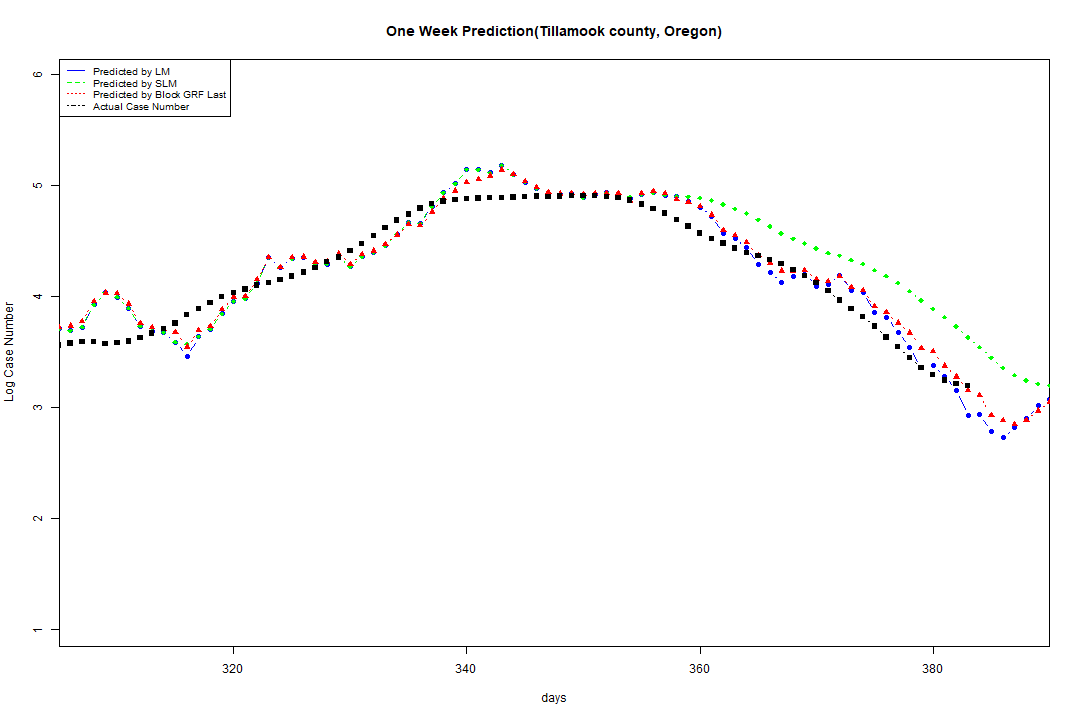 One Week Prediction(Tillamook county, Oregon)
Predicted by LM
Predicted by SLM
Predicted by Block GRF Last
Actual Case Number
6
5
4
3
2
1
Log Case Number
320 340 360 380
days